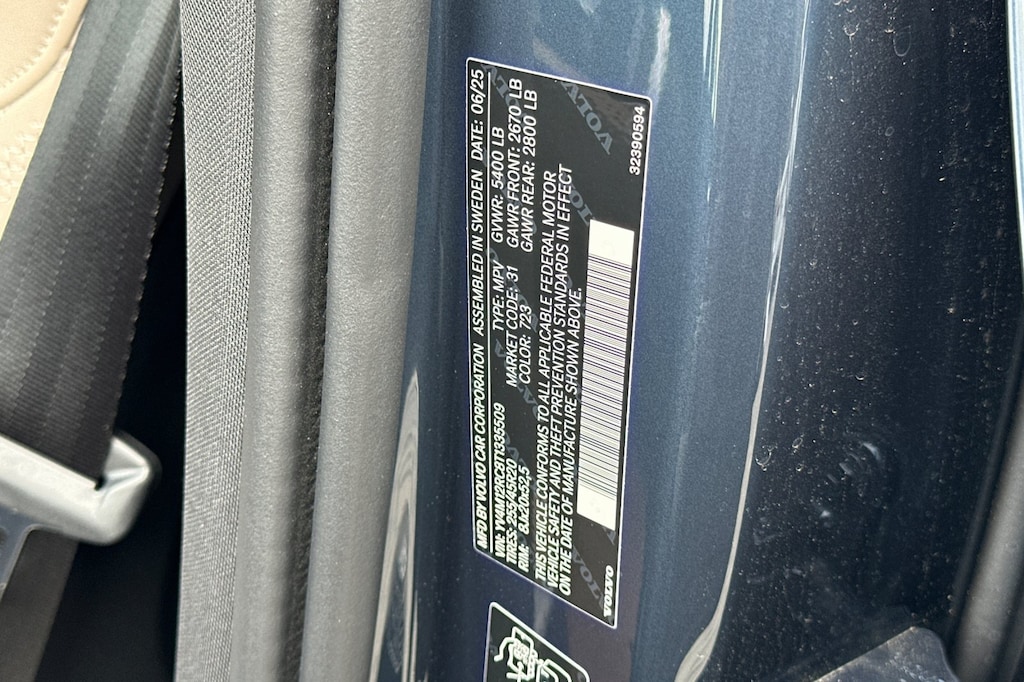 MFD BY VOLVO CAR CORPORATION ASSEMBLED IN SWEDEN DATE: 06/25
VIN: YV4M12RC8T1335509 TYPE: MPV GVWR: 5400 LB
TIRES: 255/45R20 MARKET CODE: 31 GAWR FRONT: 2670 LB
RIM: 8Jx20x52,5 COLOR: 723 GAWR REAR: 2800 LB
THIS VEHICLE CONFORMS TO ALL APPLICABLE FEDERAL MOTOR
VEHICLE SAFETY AND THEFT PREVENTION STANDARDS IN EFFECT
ON THE DATE OF MANUFACTURE SHOWN ABOVE.
VOLVO 32390594